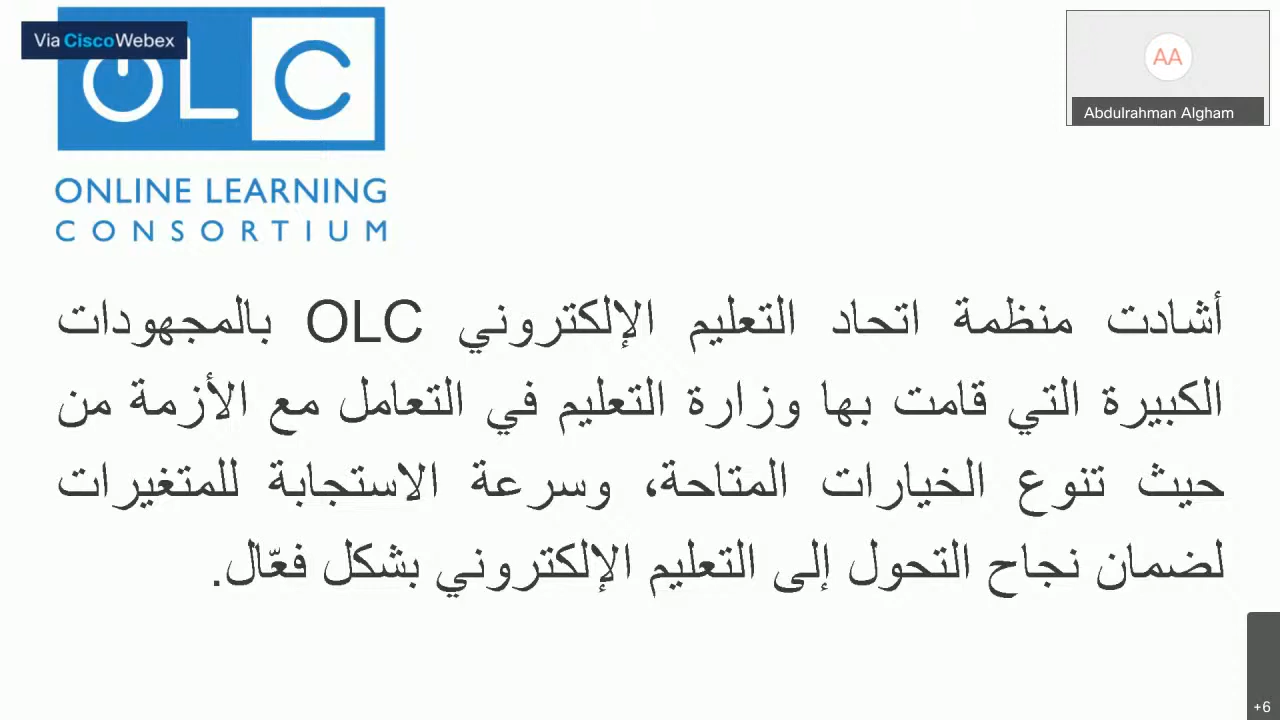 Via Cisco Webex
OLC
ONLINE LEARNING
CONSORTIUM
AA
Abdulrahman Algham
أشادت منظمة اتحاد التعليم الإلكتروني OLC بالمجهودات
الكبيرة التي قامت بها وزارة التعليم في التعامل مع الأزمة من
حيث تنوع الخيارات المتاحة، وسرعة الاستجابة للمتغيرات
لضمان نجاح التحول إلى التعليم الإلكتروني بشكل فعّال.
+6